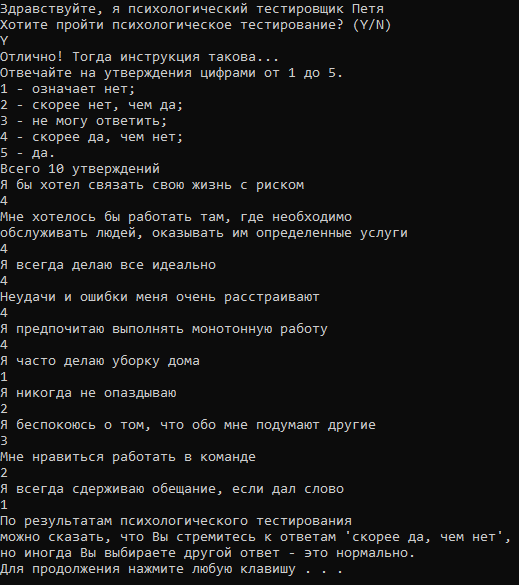 Здравствуйте, я психологический тестировщик Петя
Хотите пройти психологическое тестирование? (Y/N)
Y
Отлично! Тогда инструкция такова...
Отвечайте на утверждения цифрами от 1 до 5.
1 - означает нет;
2 - скорее нет, чем да;
3 - не могу ответить;
4 - скорее да, чем нет;
5 - да.
Всего 10 утверждений
Я бы хотел связать свою жизнь с риском
4
Мне хотелось бы работать там, где необходимо
обслуживать людей, оказывать им определенные услуги
4
Я всегда делаю все идеально
4
Неудачи и ошибки меня очень расстраивают
4
Я предпочитаю выполнять монотонную работу
4
Я часто делаю уборку дома
1
Я никогда не опаздываю
2
Я беспокоюсь о том, что обо мне подумают другие
3
Мне нравиться работать в команде
2
Я всегда сдерживаю обещание, если дал слово
1
По результатам психологического тестирования
можно сказать, что Вы стремитесь к ответам 'скорее да, чем нет',
но иногда Вы выбираете другой ответ - это нормально.
Для продолжения нажмите любую клавишу . . .